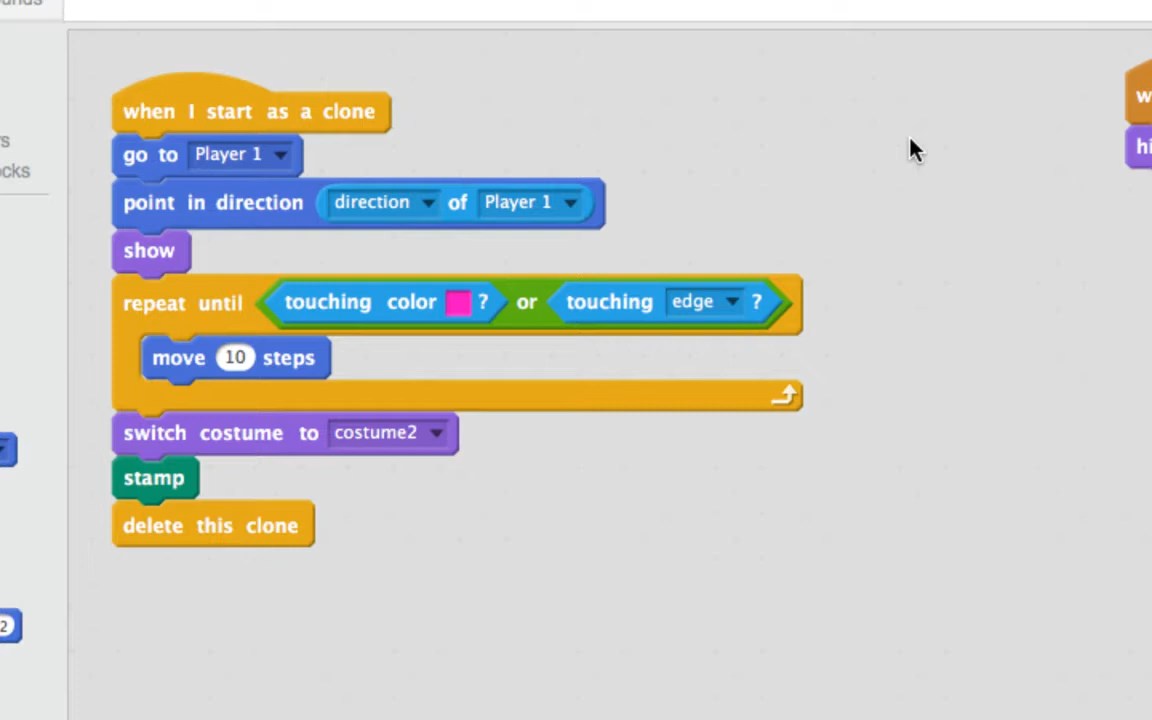 when I start as a clone
go to Player 1
point in direction direction of Player 1
show
repeat until touching color ? or touching edge ?
move 10 steps
switch costume to costume2
stamp
delete this clone
2